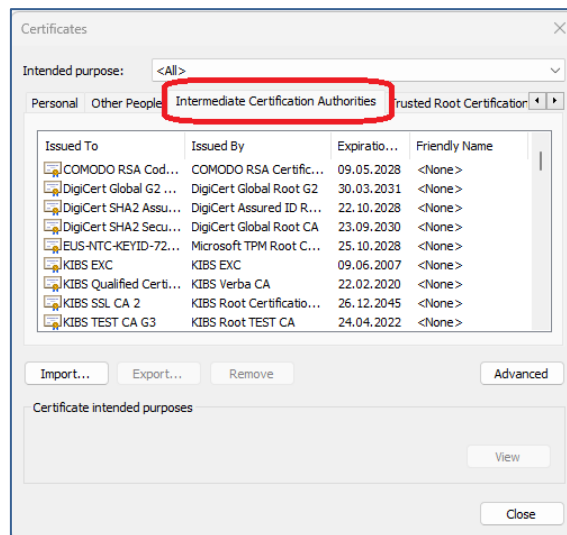 Certificates
Intended purpose: <All>
Personal Other People Intermediate Certification Authorities Trusted Root Certification
Issued To Issued By Expiratio... Friendly Name
COMODO RSA Cod... COMODO RSA Certific... 09.05.2028 <None>
DigiCert Global G2 ... DigiCert Global Root G2 30.03.2031 <None>
DigiCert SHA2 Assu... DigiCert Assured ID R... 22.10.2028 <None>
DigiCert SHA2 Secu... DigiCert Global Root CA 23.09.2030 <None>
EUS-NTC-KEYID-72... Microsoft TPM Root C... 25.10.2028 <None>
KIBS EXC KIBS EXC 09.06.2007 <None>
KIBS Qualified Certi... KIBS Verba CA 22.02.2020 <None>
KIBS SSL CA 2 KIBS Root Certificatio... 26.12.2045 <None>
KIBS TEST CA G3 KIBS Root TEST CA 24.04.2022 <None>
Import... Export... Remove Advanced
Certificate intended purposes
View
Close